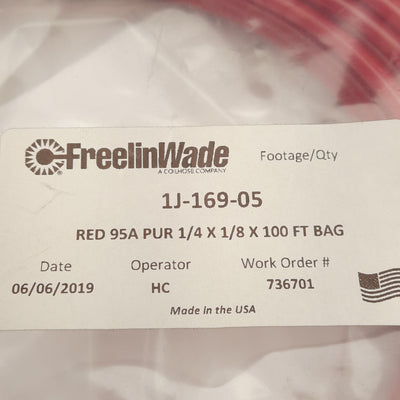 FreelinWade
A COILHOSE COMPANY
Footage/Qty
1J-169-05
RED 95A PUR 1/4 X 1/8 X 100 FT BAG
Date Operator Work Order #
06/06/2019 HC 736701
Made in the USA